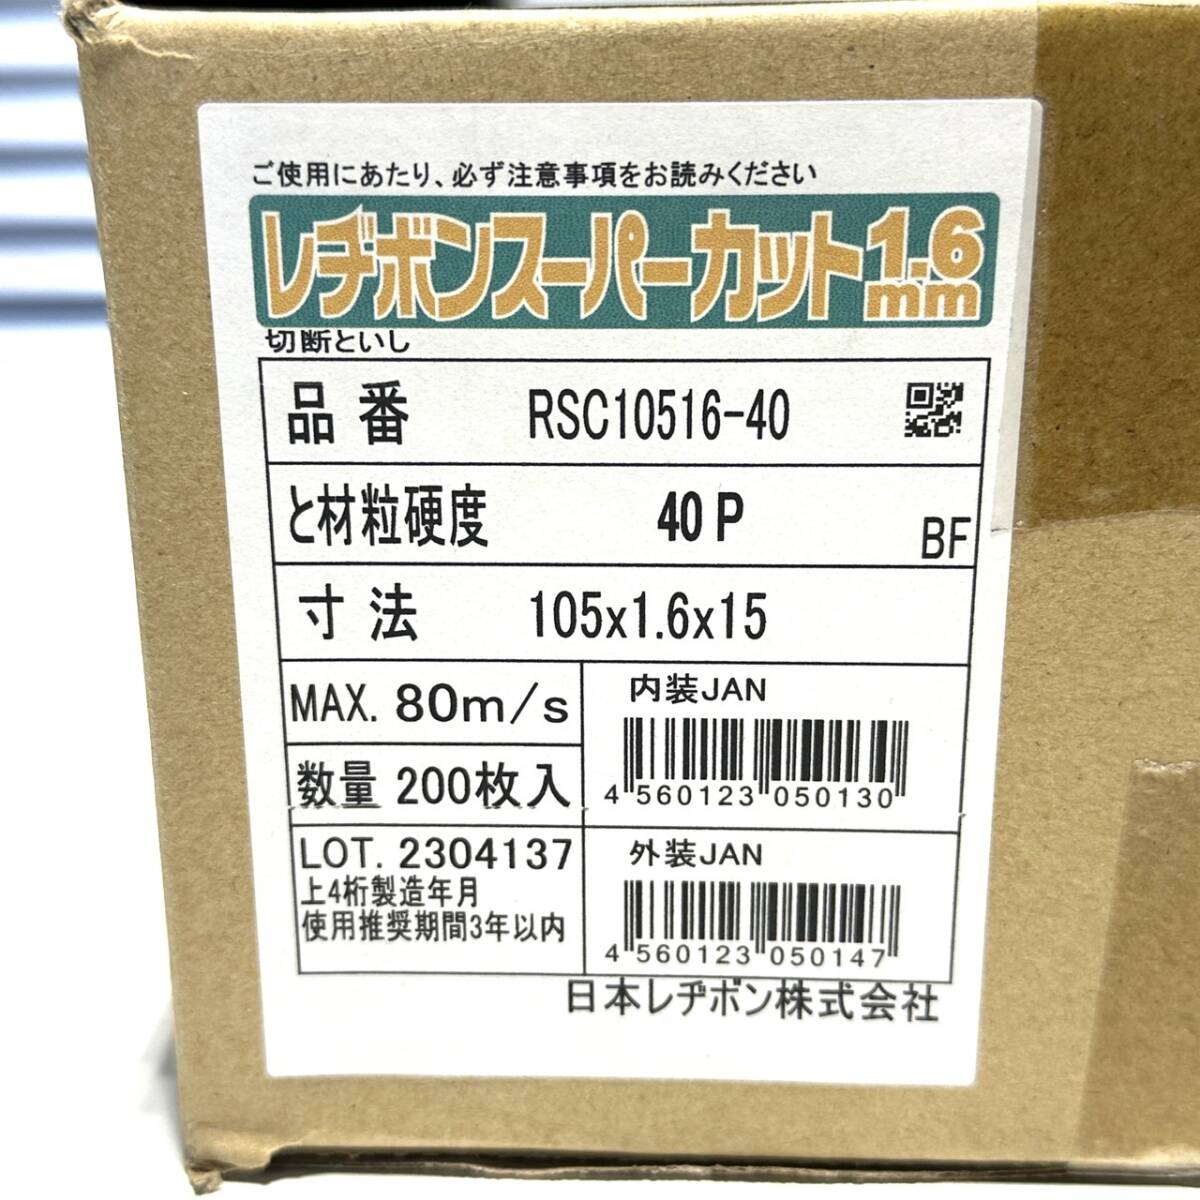 ご使用にあたり、必ず注意事項をお読みください
レヂボンスーパーカット1.6mm
切断といし
品番 RSC10516-40
と材粒硬度 40 P BF
寸法 105x1.6x15
MAX. 80m/s
数量 200枚入
内装JAN
4 560123 050130
LOT. 2304137
上4桁製造年月
使用推奨期間3年以内
外装JAN
4 560123 050147
日本レヂボン株式会社